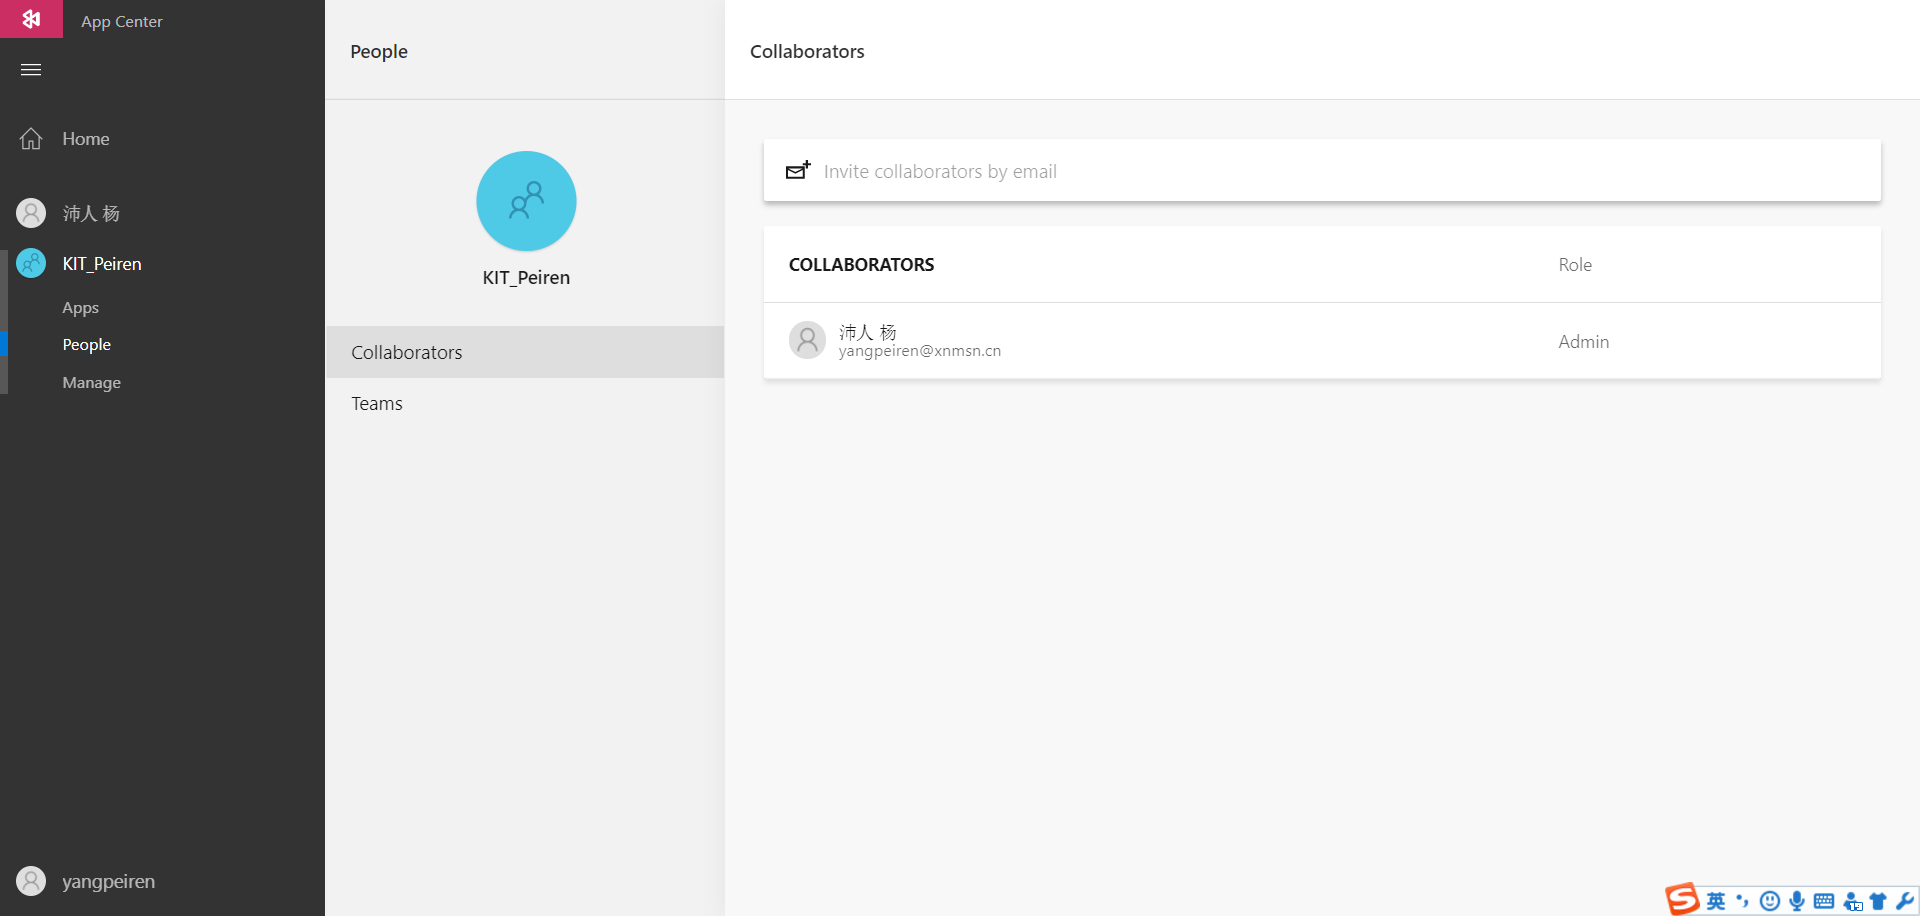 App Center
Home
沛人 杨
KIT_Peiren
Apps
People
Manage
yangpeiren
People
KIT_Peiren
Collaborators
Teams
Collaborators
Invite collaborators by email
COLLABORATORS Role
沛人 杨
yangpeiren@xnmsn.cn
Admin
S 英